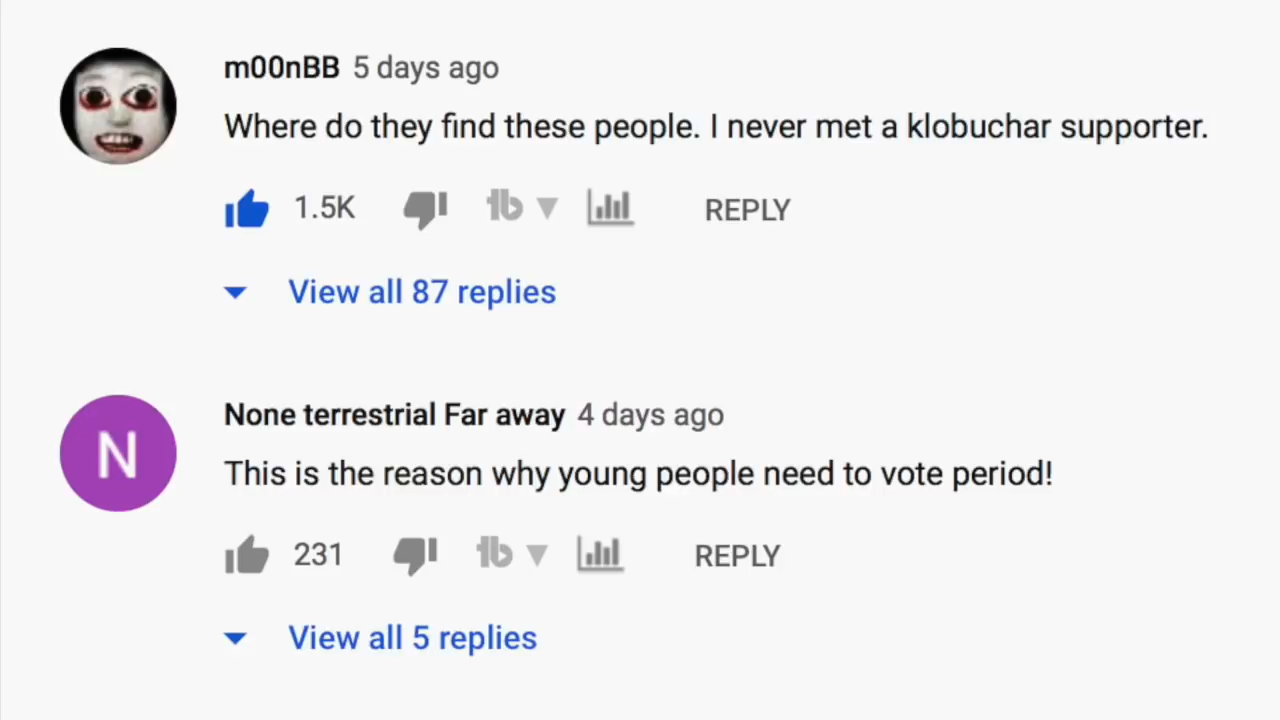 m00nBB 5 days ago
Where do they find these people. I never met a klobuchar supporter.
1.5K tb REPLY
View all 87 replies
N
None terrestrial Far away 4 days ago
This is the reason why young people need to vote period!
231 tb REPLY
View all 5 replies